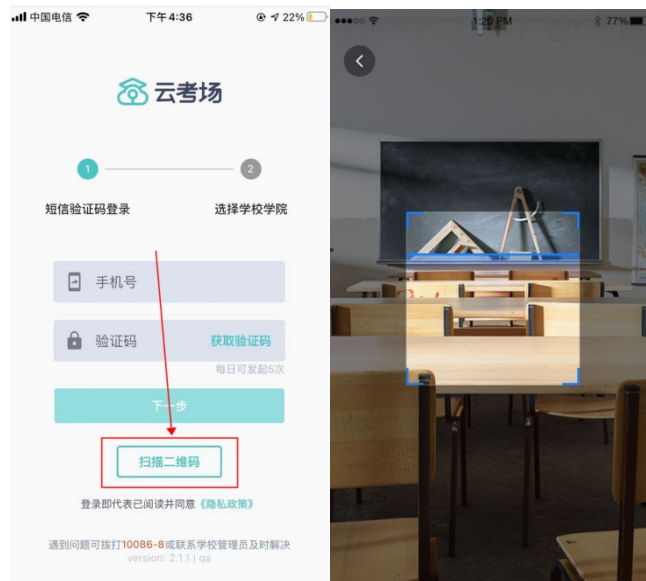 中国电信 下午4:36 22%
云考场
1 2
短信验证码登录 选择学校学院
手机号
验证码 获取验证码
每日可发起5次
下一步
扫描二维码
登录即代表已阅读并同意《隐私政策》
遇到问题可拨打10086-8或联系学校管理员及时解决
version: 2.1.1 | qa
1:20 PM 77%